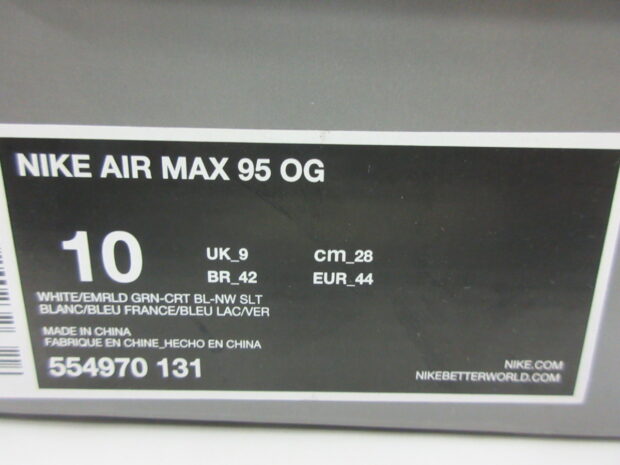 NIKE AIR MAX 95 OG
10
UK_9 cm_28
BR_42 EUR_44
WHITE/EMRLD GRN-CRT BL-NW SLT
BLANC/BLEU FRANCE/BLEU LAC/VER
MADE IN CHINA
FABRIQUE EN CHINE_HECHO EN CHINA
554970 131
NIKE.COM
NIKEBETTERWORLD.COM